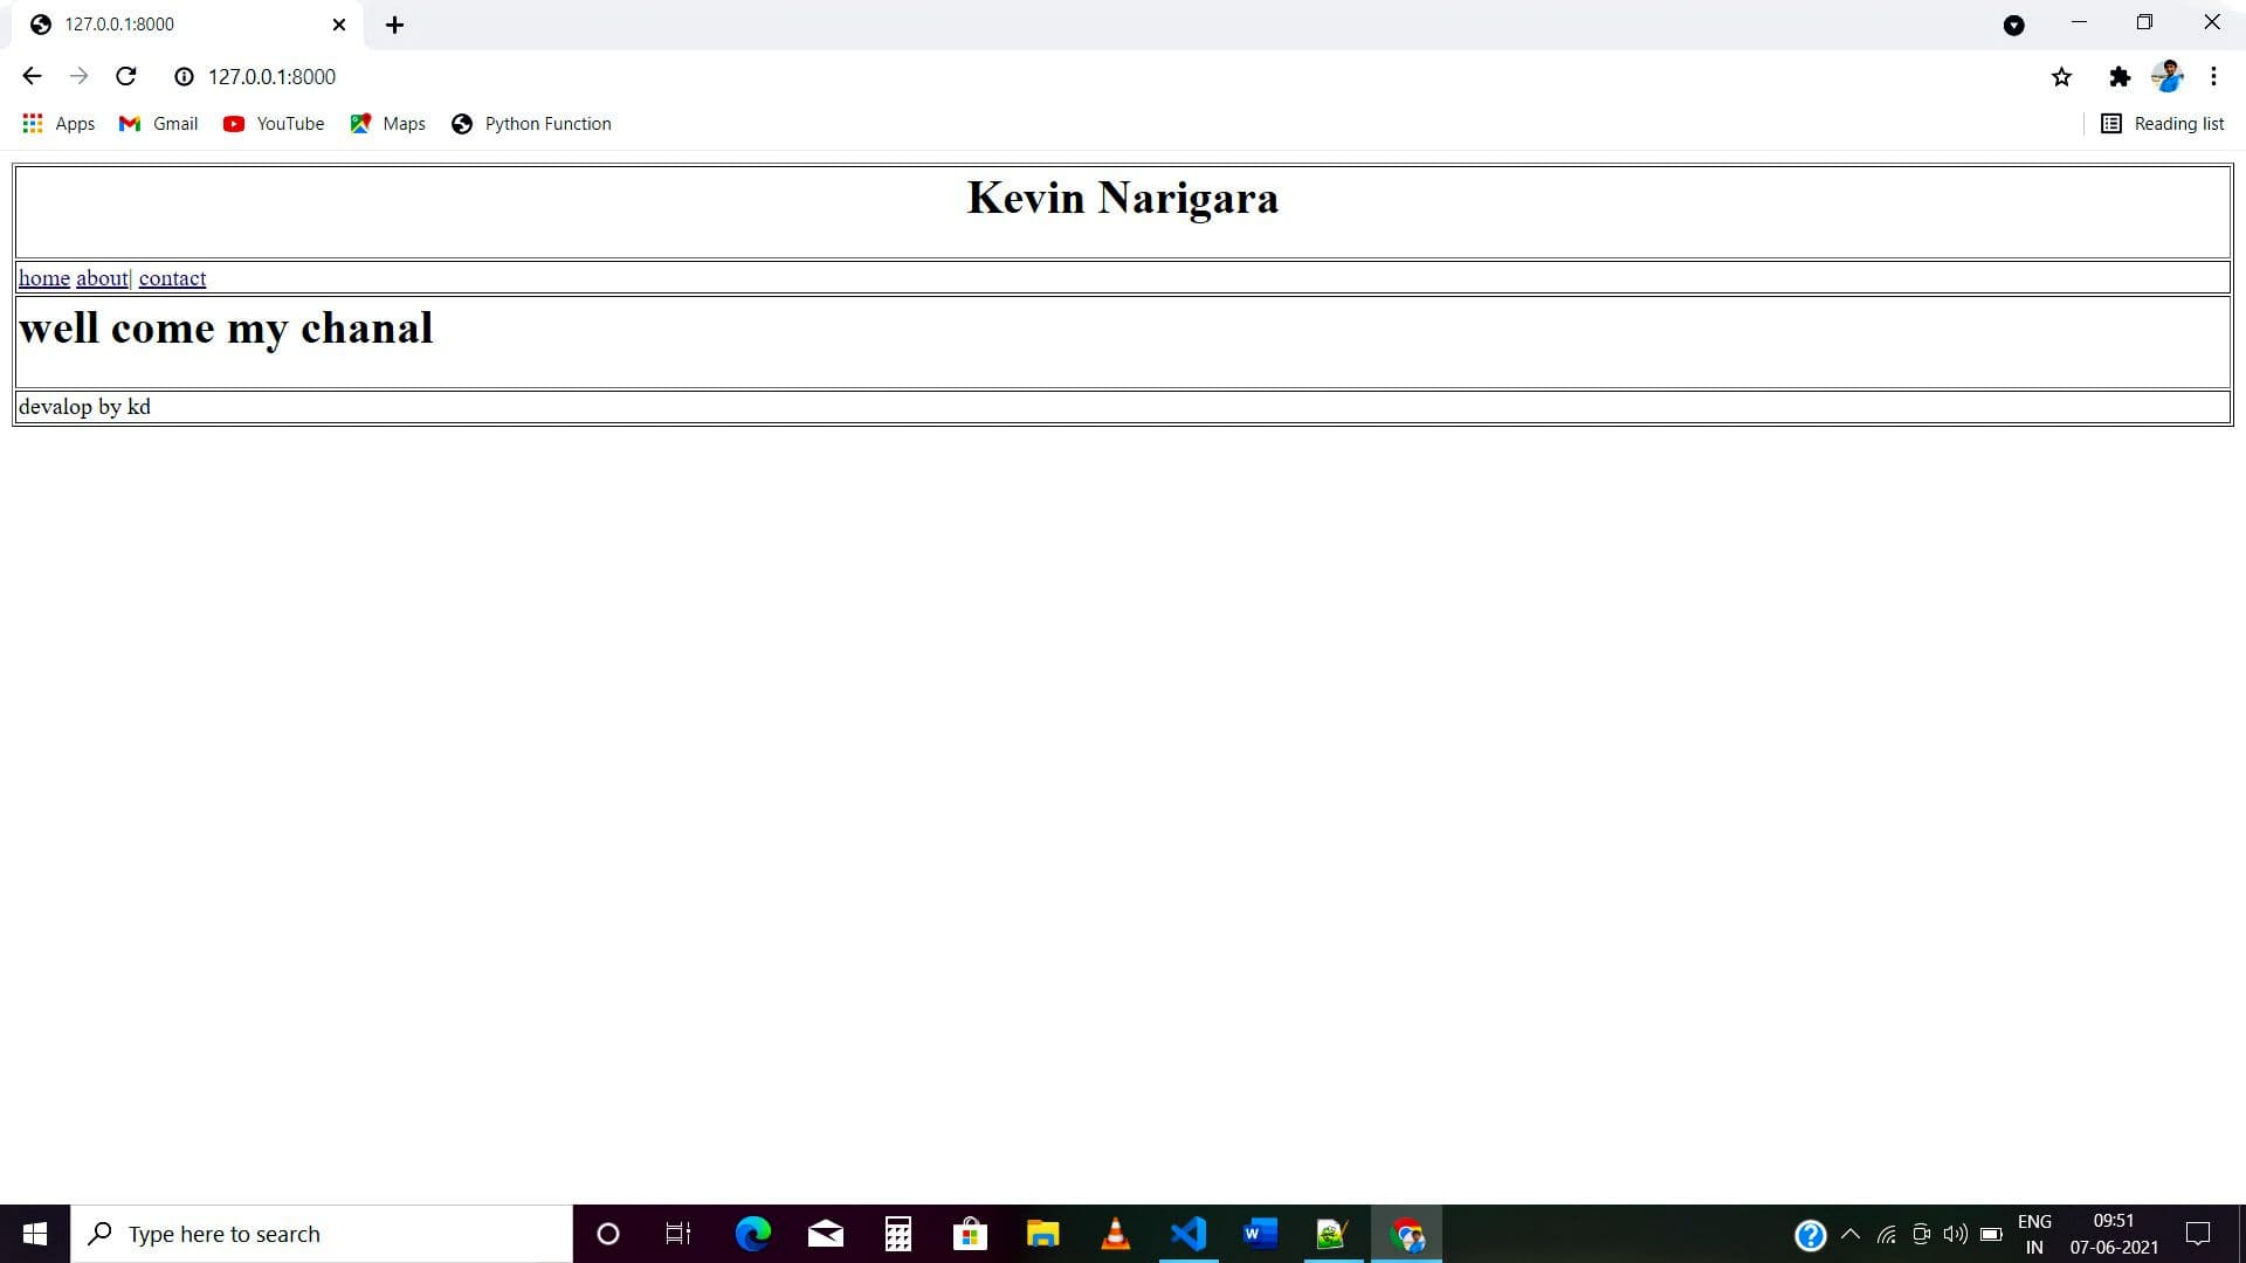 127.0.0.1:8000
127.0.0.1:8000
Apps Gmail YouTube Maps Python Function Reading list
Kevin Narigara
home about| contact
well come my chanal
devalop by kd
Type here to search
ENG 09:51
IN 07-06-2021